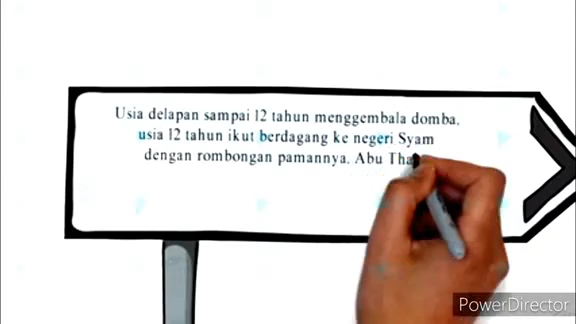 Usia delapan sampai 12 tahun menggembala domba,
usia 12 tahun ikut berdagang ke negeri Syam
dengan rombongan pamannya. Abu Tha
PowerDirector